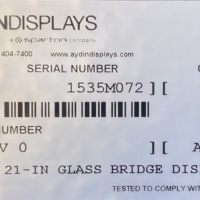 NDISPLAYS
a sparton company
404-7400 www.aydindisplays.com
SERIAL NUMBER
1535M072 ][
NUMBER
V 0 ] [ A
21-IN GLASS BRIDGE DIS
TESTED TO COMPLY WIT